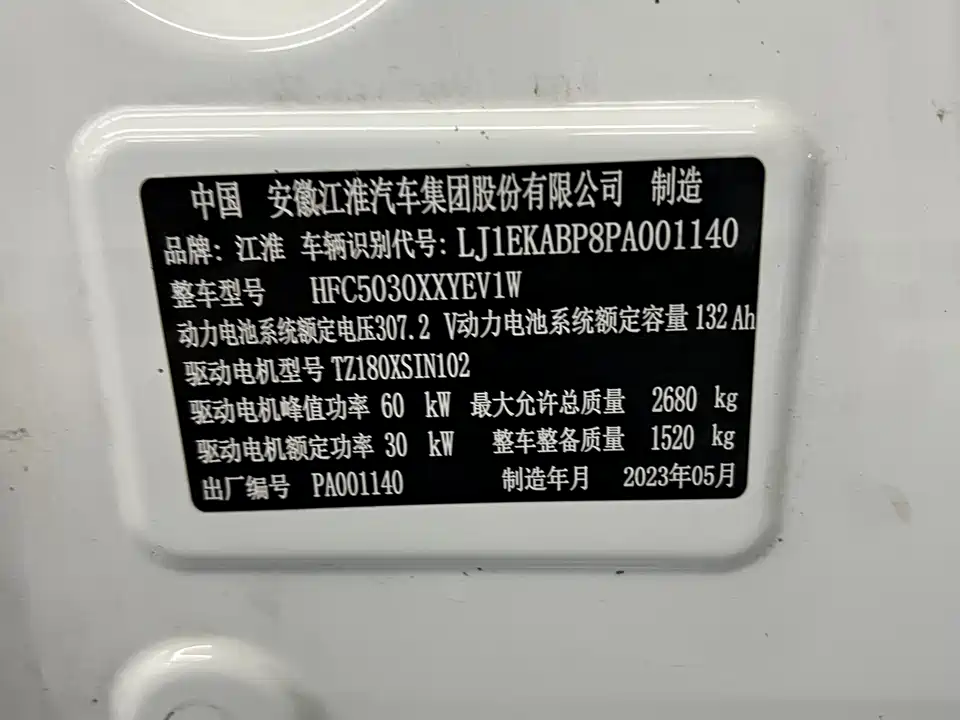 中国 安徽江淮汽车集团股份有限公司 制造
品牌: 江淮 车辆识别代号: LJ1EKABP8PA001140
整车型号 HFC5030XXYEV1W
动力电池系统额定电压307.2 V动力电池系统额定容量 132 Ah
驱动电机型号 TZ180XSIN102
驱动电机峰值功率 60 kW 最大允许总质量 2680 kg
驱动电机额定功率 30 kW 整车整备质量 1520 kg
出厂编号 PA001140 制造年月 2023年05月